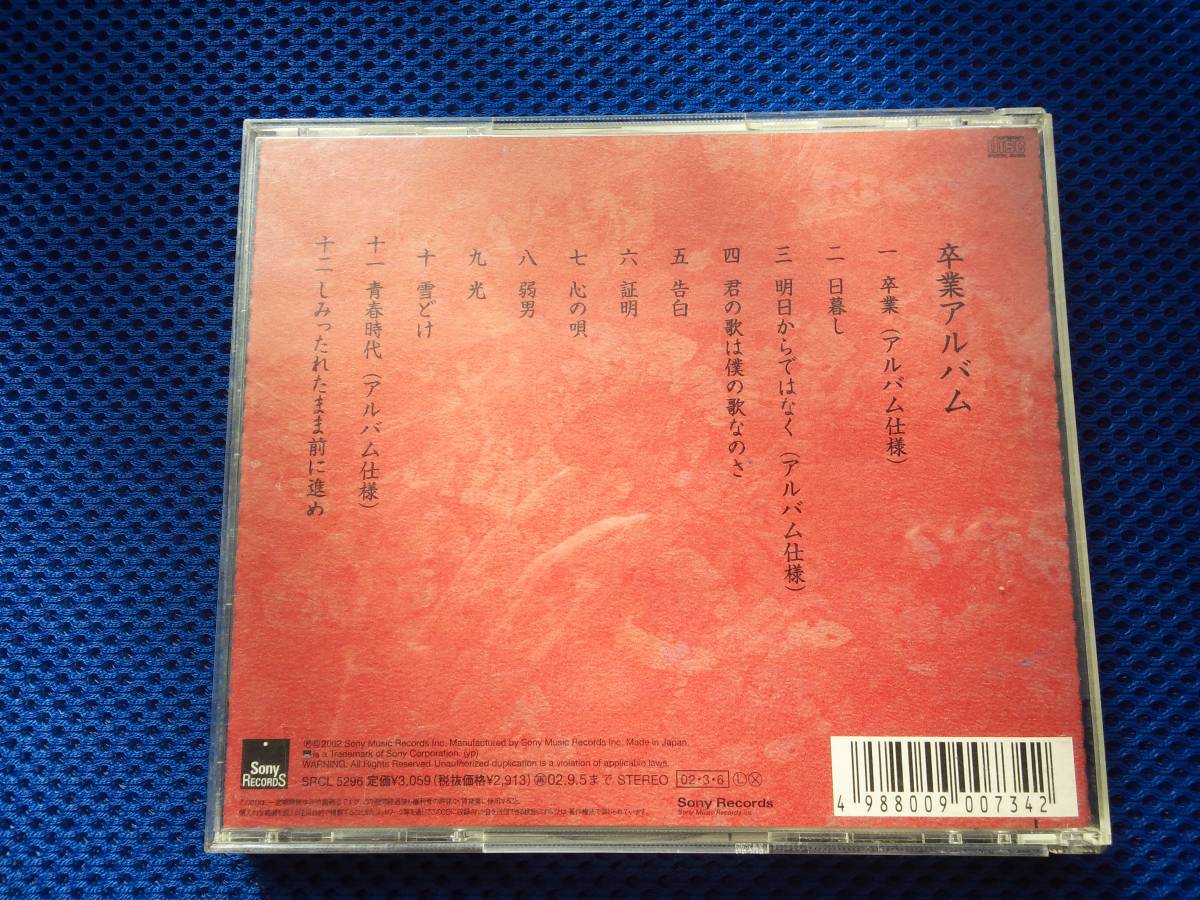 卒業アルバム
一 卒業（アルバム仕様）
二 日暮し
三 明日からではなく（アルバム仕様）
四 君の歌は僕の歌なのさ
五 告白
六 証明
七 心の唄
八 弱男
九 光
十 雪どけ
十一 青春時代（アルバム仕様）
十二 しみったれたまま前に進め
Sony
RECORDS
℗©2002 Sony Music Records Inc. Manufactured by Sony Music Records Inc. Made in Japan.
is a Trademark of Sony Corporation. (yp)
WARNING: All Rights Reserved. Unauthorized duplication is a violation of applicable laws.
SRCL 5296 定価¥3,059(税抜価格¥2,913) 再02.9.5まで STEREO 02・3・6 Ⓛ Ⓧ
Sony Records
Sony Music Records Inc.
4 988009 007342